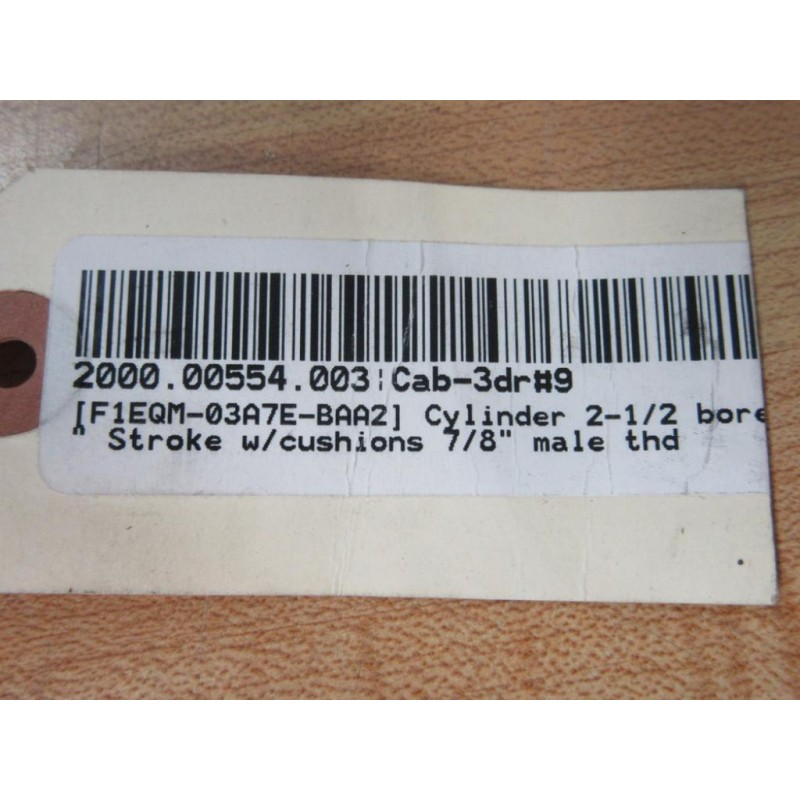 2000.00554.003¦Cab-3dr#9
[F1EQM-03A7E-BAA2] Cylinder 2-1/2 bore
" Stroke w/cushions 7/8" male thd